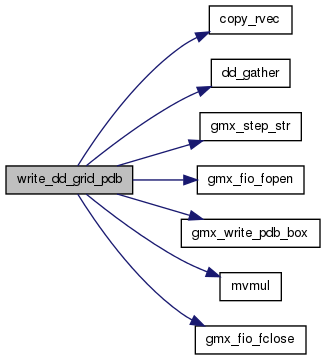 copy_rvec
dd_gather
gmx_step_str
write_dd_grid_pdb
gmx_fio_fopen
gmx_write_pdb_box
mvmul
gmx_fio_fclose